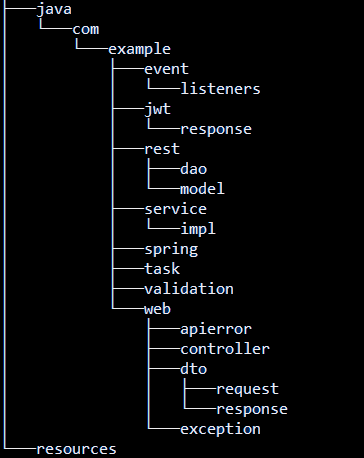 java
com
example
event
listeners
jwt
response
rest
dao
model
service
impl
spring
task
validation
web
apierror
controller
dto
request
response
exception
resources